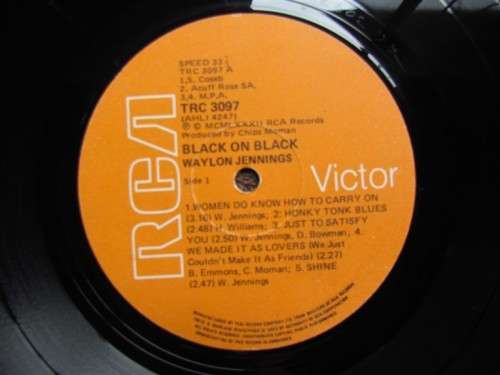 SPEED 33⅓
TRC 3097 A
1,5. Coseb
2. Acuff Rose SA,
3,4. M.P.A.
TRC 3097
(AHLI 4247)
Ⓟ © MCMLXXXII RCA Records
Produced by Chips Moman
BLACK ON BLACK
WAYLON JENNINGS
Side 1
RCA
Victor
1.WOMEN DO KNOW HOW TO CARRY ON
(3.16) W. Jennings; 2: HONKY TONK BLUES
(2.48) H. Williams; 3: JUST TO SATISFY
YOU (2.50) W. Jennings, D. Bowman; 4.
WE MADE IT AS LOVERS (We Just
Couldn't Make It As Friends) (2.27)
B. Emmons, C. Moman; 5. SHINE
(2.47) W. Jennings